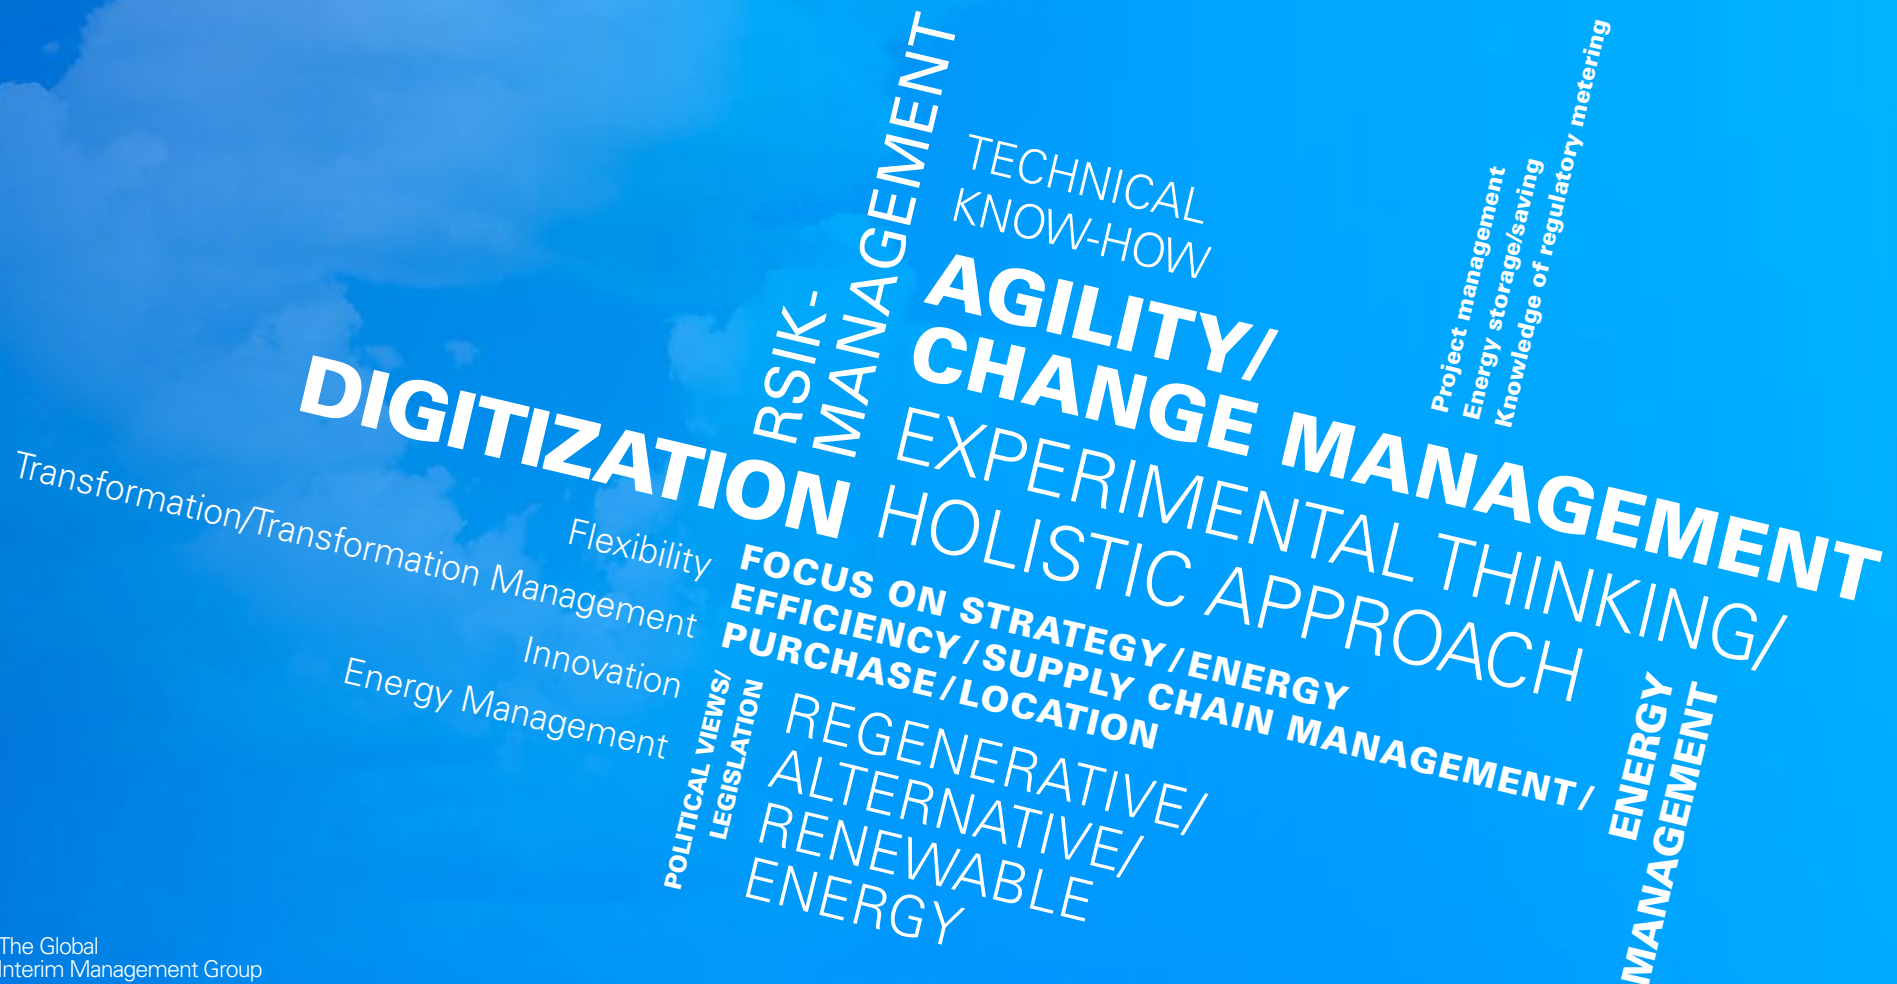 RSIK-
MANAGEMENT
TECHNICAL
KNOW-HOW
AGILITY/
CHANGE MANAGEMENT
EXPERIMENTAL THINKING/
HOLISTIC APPROACH
Project management
Energy storage/saving
Knowledge of regulatory metering
DIGITIZATION
Flexibility
Transformation/Transformation Management
Innovation
Energy Management
FOCUS ON STRATEGY/ENERGY
EFFICIENCY/SUPPLY CHAIN MANAGEMENT/
PURCHASE/LOCATION
POLITICAL VIEWS/
LEGISLATION
REGENERATIVE/
ALTERNATIVE/
RENEWABLE
ENERGY
ENERGY
MANAGEMENT
The Global
Interim Management Group